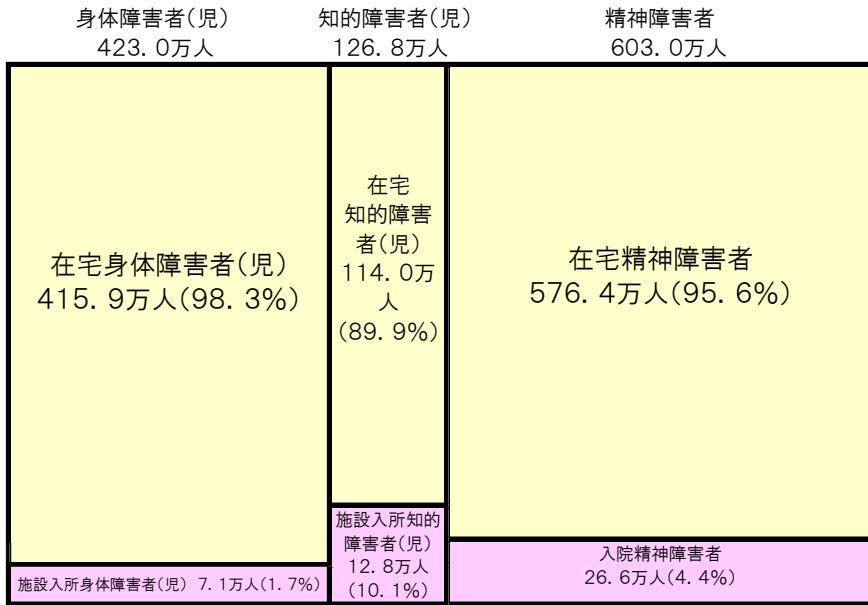 身体障害者(児)
423.0万人
知的障害者(児)
126.8万人
精神障害者
603.0万人
在宅身体障害者(児)
415.9万人(98.3%)
在宅
知的障害
者(児)
114.0万
人
(89.9%)
在宅精神障害者
576.4万人(95.6%)
施設入所身体障害者(児) 7.1万人(1.7%)
施設入所知的
障害者(児)
12.8万人
(10.1%)
入院精神障害者
26.6万人(4.4%)